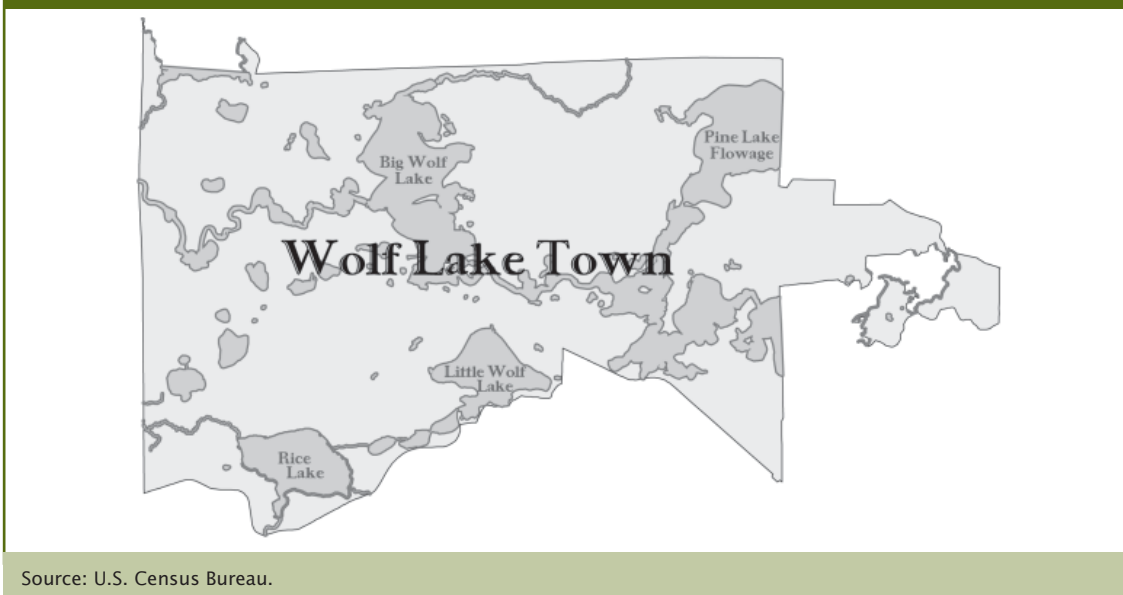 Pine Lake
Flowage
Big Wolf
Lake
Wolf Lake Town
Little Wolf
Lake
Rice
Lake
Source: U.S. Census Bureau.